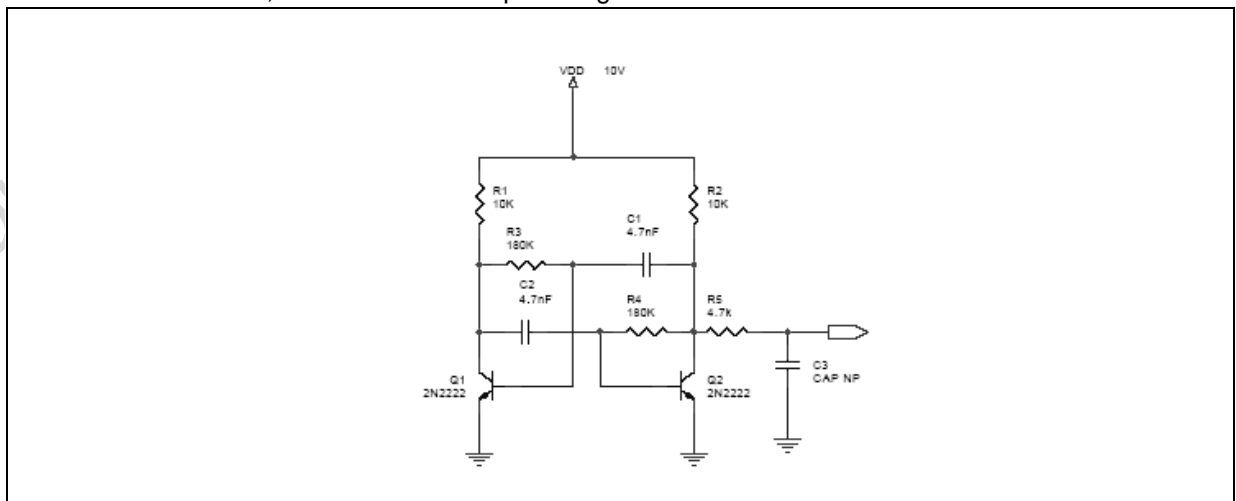 VDD 10V
R1
10K
R2
10K
C1
4.7nF
R3
180K
C2
4.7nF
R4
180K
R5
4.7k
Q1
2N2222
Q2
2N2222
C3
CAP NP